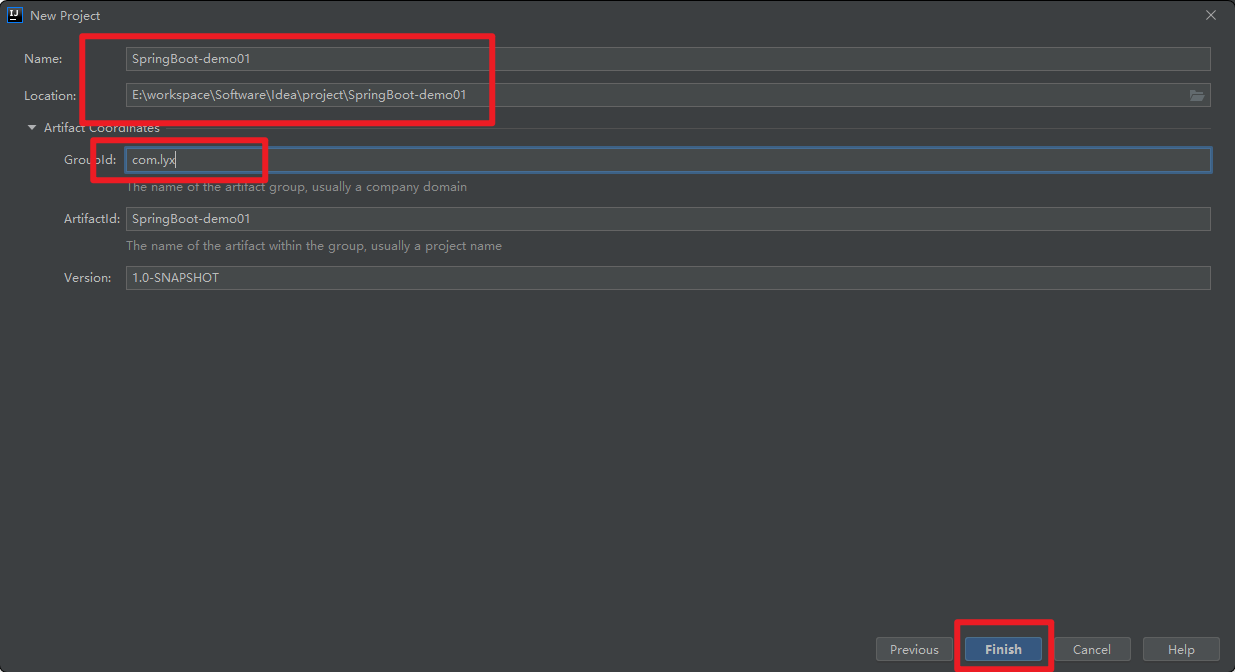 New Project
Name: SpringBoot-demo01
Location: E:\workspace\Software\Idea\project\SpringBoot-demo01
Artifact Coordinates
GroupId: com.lyx
The name of the artifact group, usually a company domain
ArtifactId: SpringBoot-demo01
The name of the artifact within the group, usually a project name
Version: 1.0-SNAPSHOT
Previous Finish Cancel Help